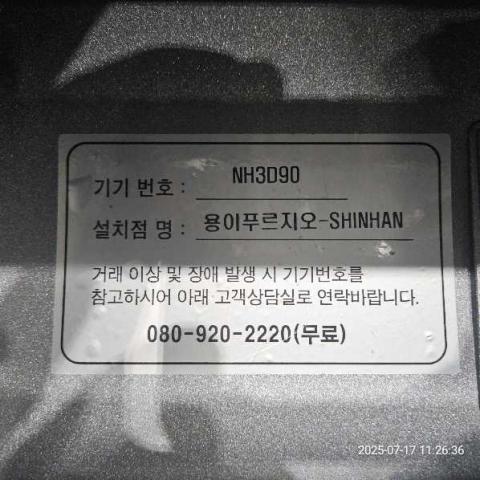 기기 번호 : NH3D90
설치점 명 : 용이푸르지오-SHINHAN
거래 이상 및 장애 발생 시 기기번호를
참고하시어 아래 고객상담실로 연락바랍니다.
080-920-2220(무료)
2025-07-17 11:26:36